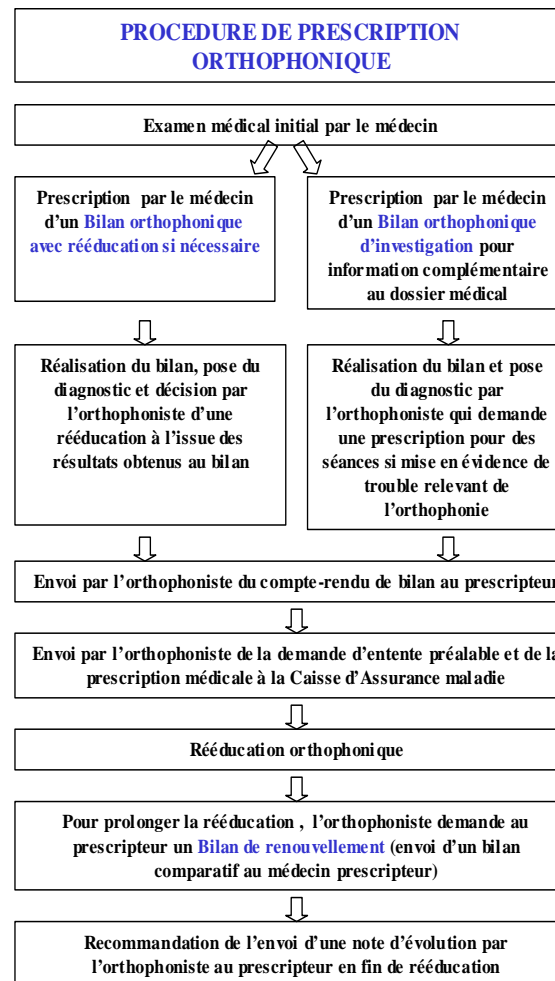 PROCEDURE DE PRESCRIPTION
ORTHOPHONIQUE
Examen médical initial par le médecin
Prescription par le médecin
d'un Bilan orthophonique
avec rééducation si nécessaire
Prescription par le médecin
d'un Bilan orthophonique
d'investigation pour
information complémentaire
au dossier médical
Réalisation du bilan, pose du
diagnostic et décision par
l'orthophoniste d'une
rééducation à l'issue des
résultats obtenus au bilan
Réalisation du bilan et pose
du diagnostic par
l'orthophoniste qui demande
une prescription pour des
séances si mise en évidence de
trouble relevant de
l'orthophonie
Envoi par l'orthophoniste du compte-rendu de bilan au prescripteur
Envoi par l'orthophoniste de la demande d'entente préalable et de la
prescription médicale à la Caisse d'Assurance maladie
Rééducation orthophonique
Pour prolonger la rééducation , l'orthophoniste demande au
prescripteur un Bilan de renouvellement (envoi d'un bilan
comparatif au médecin prescripteur)
Recommandation de l'envoi d'une note d'évolution par
l'orthophoniste au prescripteur en fin de rééducation